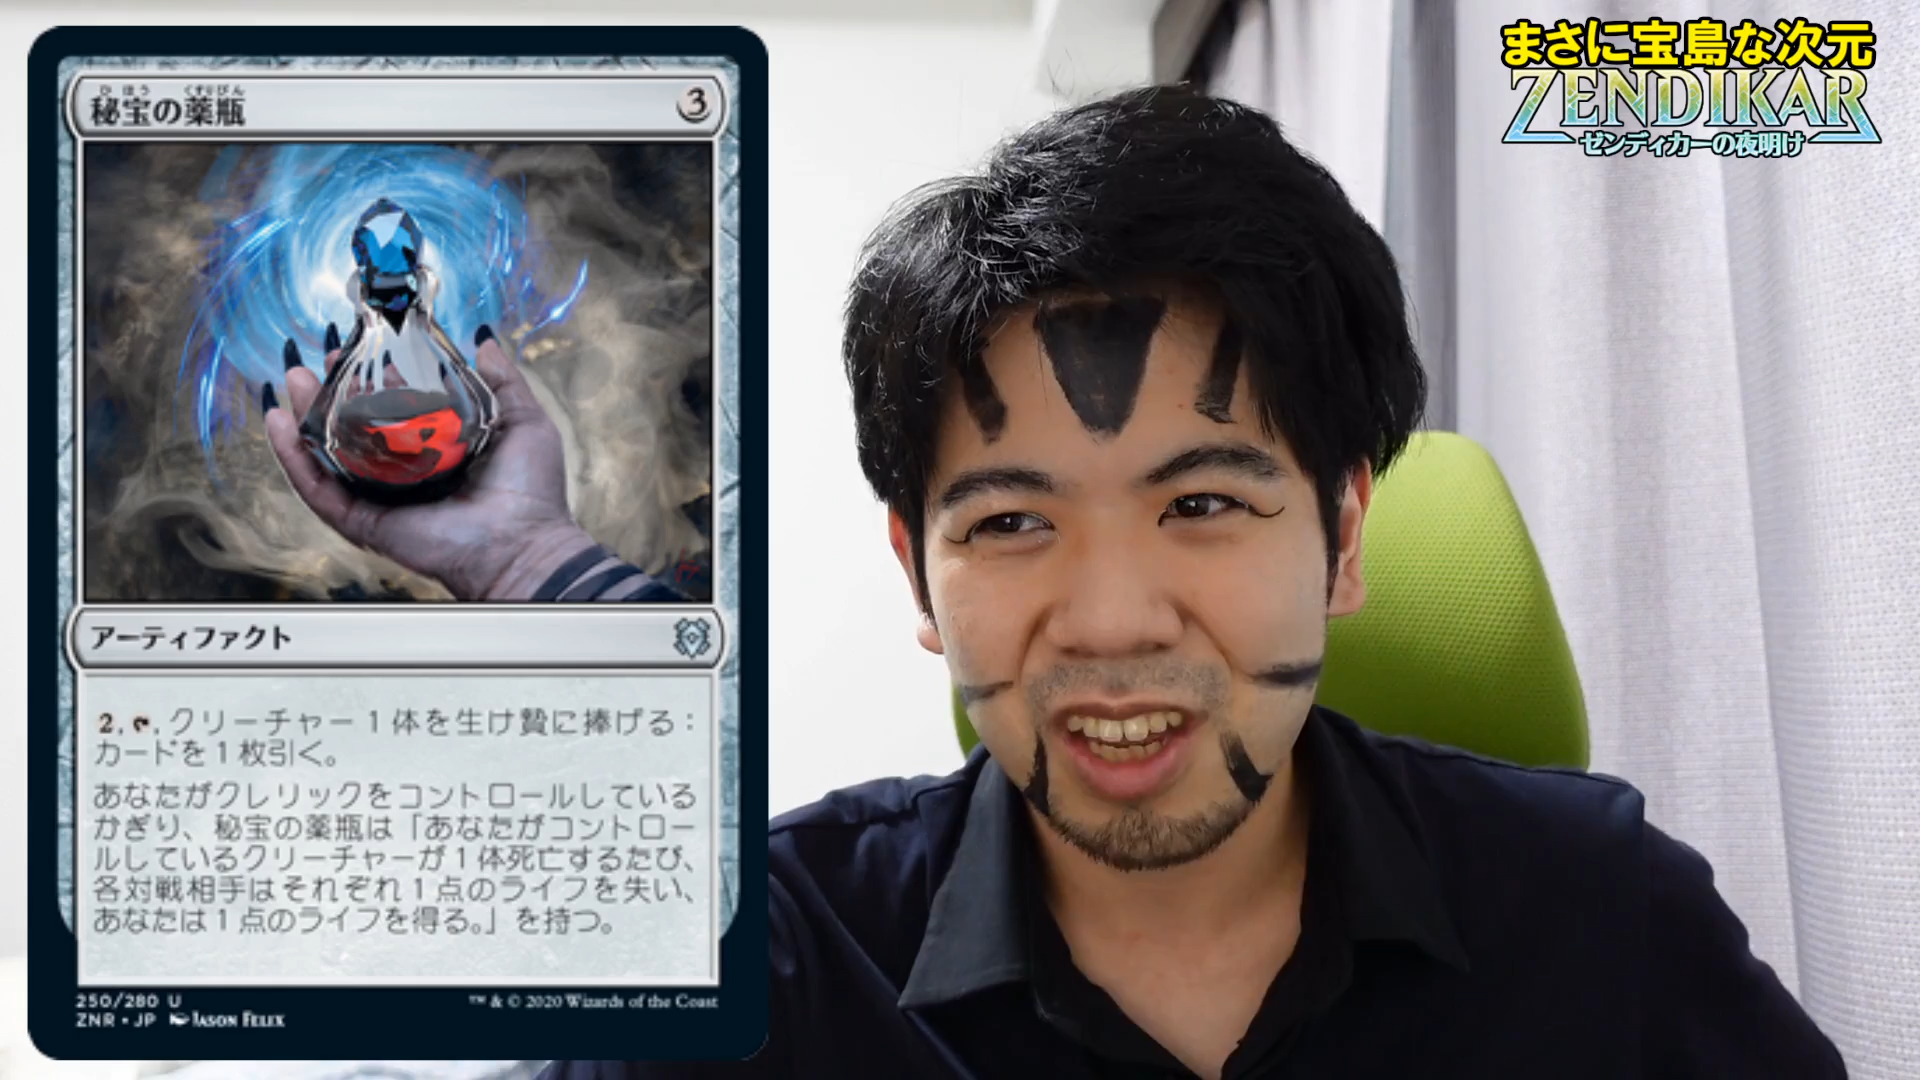 まさに宝島な次元
ZENDIKAR
ゼンディカーの夜明け
ひほう くすりびん
秘宝の薬瓶
3
アーティファクト
2, , クリーチャー1体を生け贄に捧げる：
カードを1枚引く。
あなたがクレリックをコントロールしている
かぎり、秘宝の薬瓶は「あなたがコントロー
ルしているクリーチャーが1体死亡するたび、
各対戦相手はそれぞれ1点のライフを失い、
あなたは1点のライフを得る。」を持つ。
250/280 U
™ & © 2020 Wizards of the Coast
ZNR • JP Jason Felix